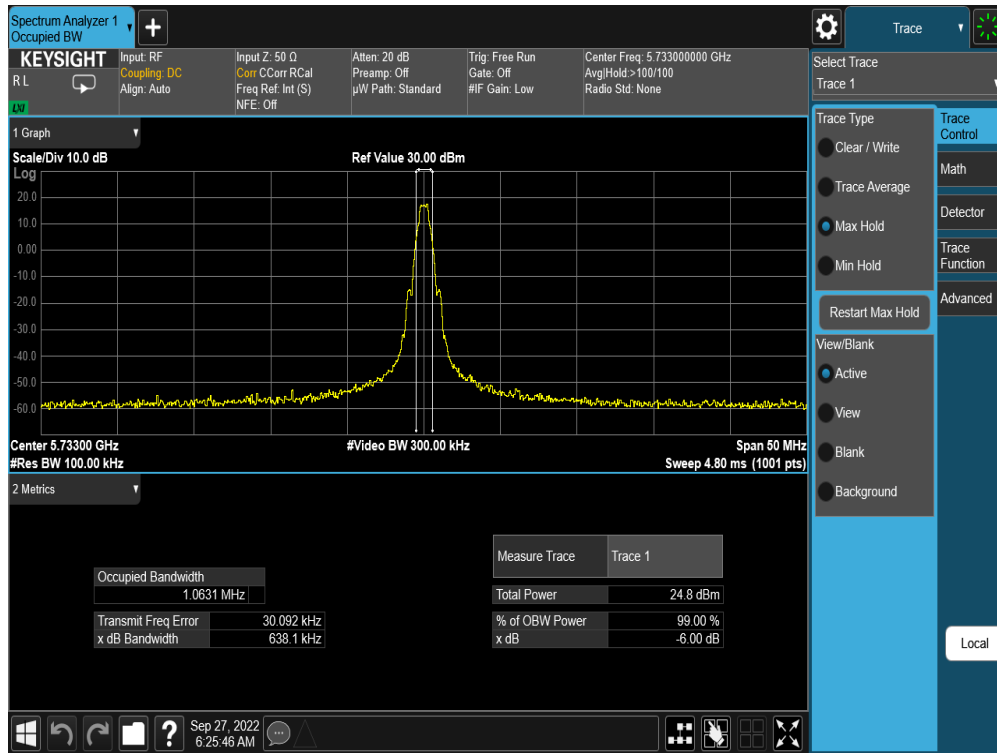 Spectrum Analyzer 1
Occupied BW
Trace
KEYSIGHT
R L
LXI
Input: RF
Coupling: DC
Align: Auto
Input Z: 50 Ω
Corr CCorr RCal
Freq Ref: Int (S)
NFE: Off
Atten: 20 dB
Preamp: Off
µW Path: Standard
Trig: Free Run
Gate: Off
#IF Gain: Low
Center Freq: 5.733000000 GHz
Avg|Hold:>100/100
Radio Std: None
Select Trace
Trace 1
1 Graph
Scale/Div 10.0 dB
Ref Value 30.00 dBm
Log
20.0
10.0
0.00
-10.0
-20.0
-30.0
-40.0
-50.0
-60.0
Center 5.73300 GHz
#Video BW 300.00 kHz
Span 50 MHz
#Res BW 100.00 kHz
Sweep 4.80 ms (1001 pts)
Trace Type
Clear / Write
Trace Average
Max Hold
Min Hold
Restart Max Hold
View/Blank
Active
View
Blank
Background
Trace
Control
Math
Detector
Trace
Function
Advanced
Local
2 Metrics
Occupied Bandwidth
1.0631 MHz
Transmit Freq Error 30.092 kHz
x dB Bandwidth 638.1 kHz
Measure Trace Trace 1
Total Power 24.8 dBm
% of OBW Power 99.00 %
x dB -6.00 dB
?
Sep 27, 2022
6:25:46 AM